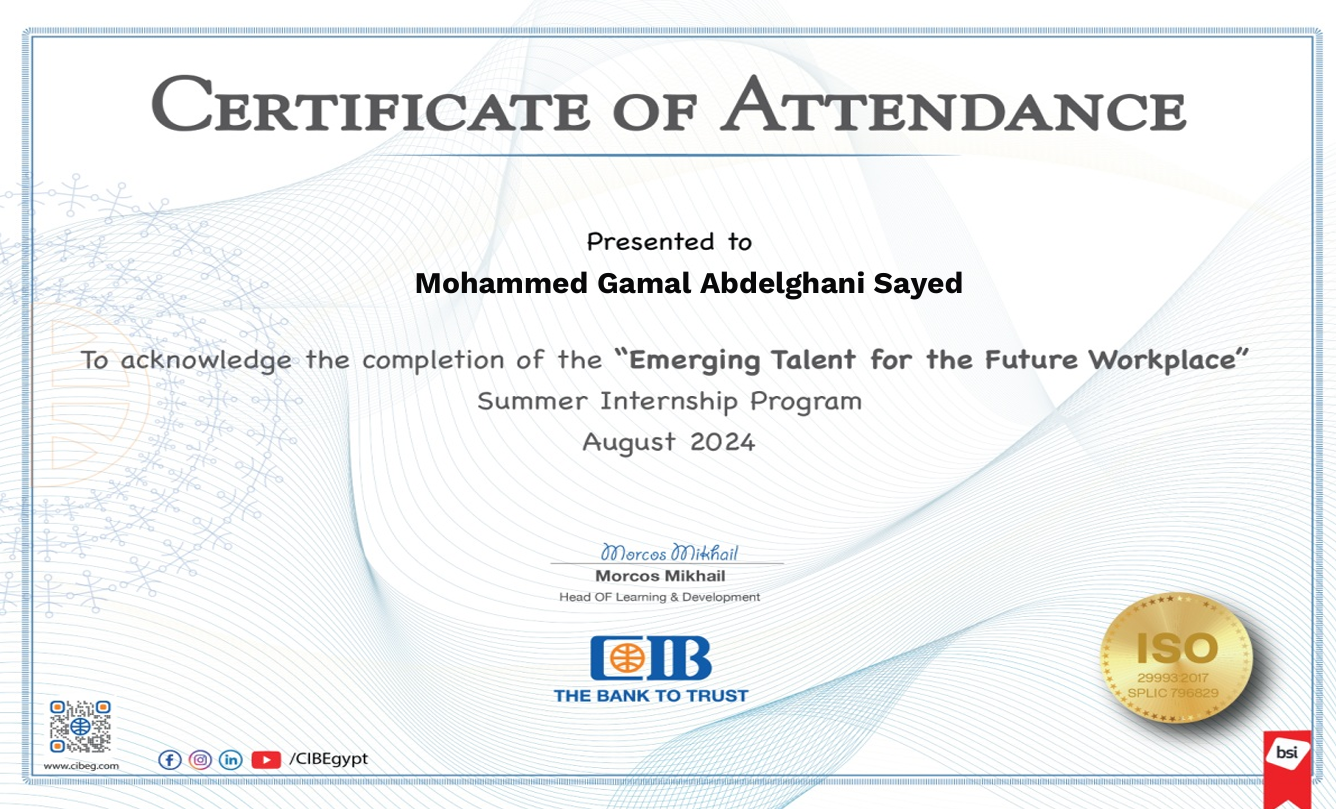 CERTIFICATE OF ATTENDANCE
Presented to
Mohammed Gamal Abdelghani Sayed
To acknowledge the completion of the “Emerging Talent for the Future Workplace”
Summer Internship Program
August 2024
Morcos Mikhail
Morcos Mikhail
Head OF Learning & Development
CIB
THE BANK TO TRUST
ISO
29993:2017
SPLIC 796829
www.cibeg.com
/CIBEgypt
bsi